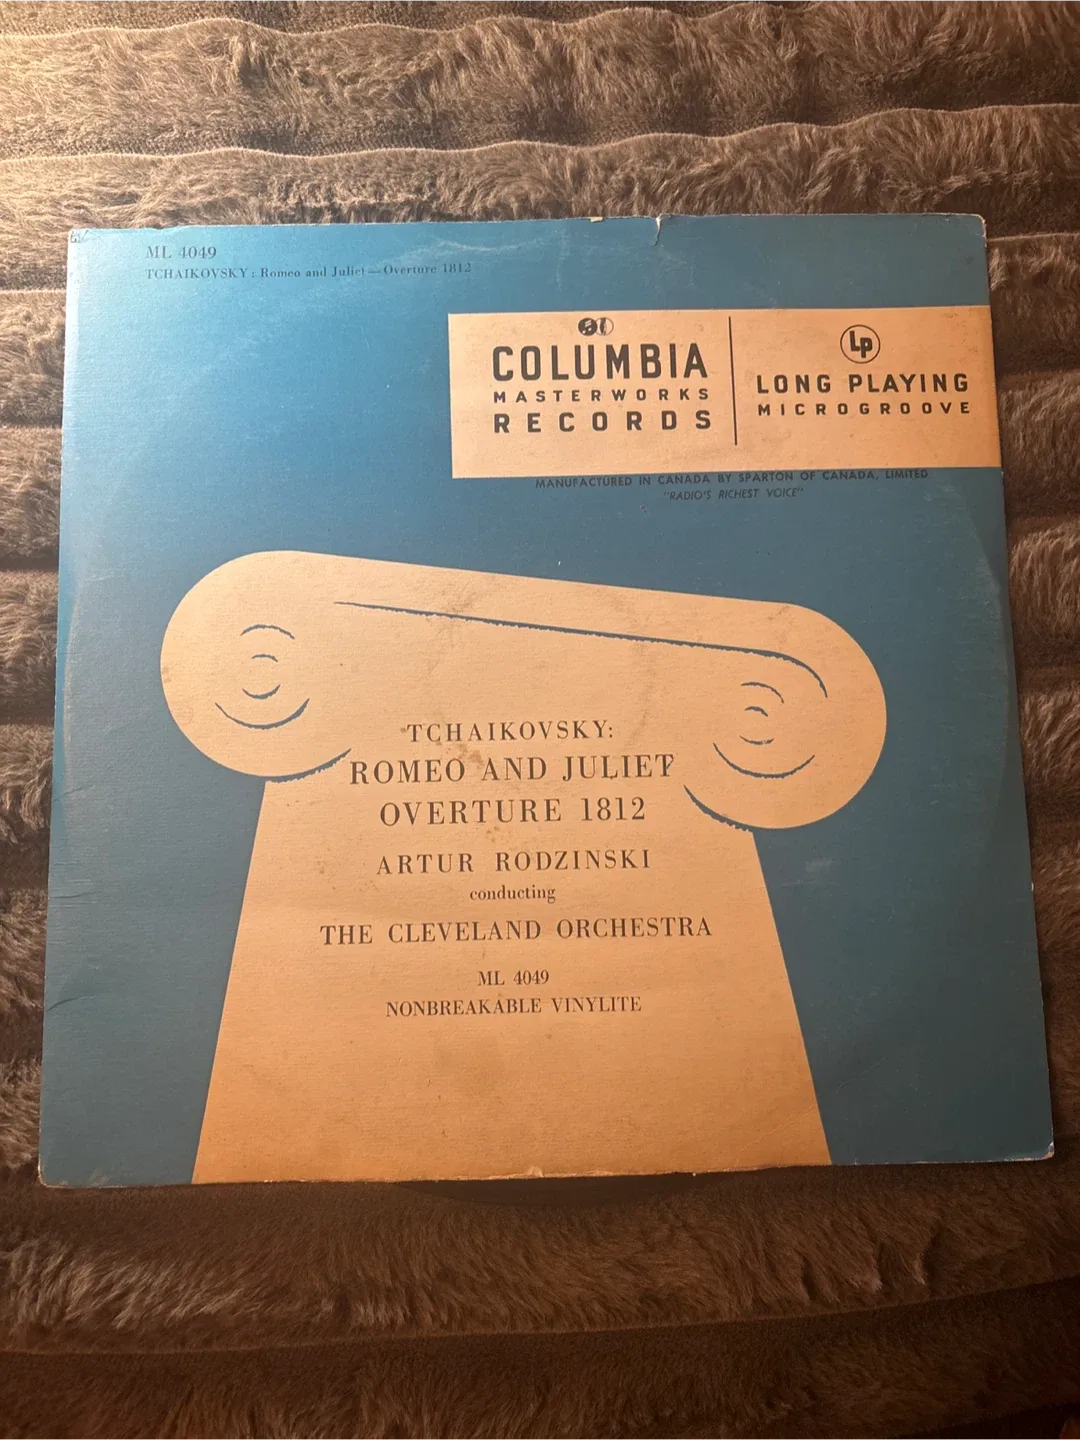 ML 4049
TCHAIKOVSKY : Romeo and Juliet — Overture 1812
COLUMBIA
MASTERWORKS
RECORDS
Lp
LONG PLAYING
MICROGROOVE
MANUFACTURED IN CANADA BY SPARTON OF CANADA, LIMITED
"RADIO'S RICHEST VOICE"
TCHAIKOVSKY:
ROMEO AND JULIET
OVERTURE 1812
ARTUR RODZINSKI
conducting
THE CLEVELAND ORCHESTRA
ML 4049
NONBREAKABLE VINYLITE